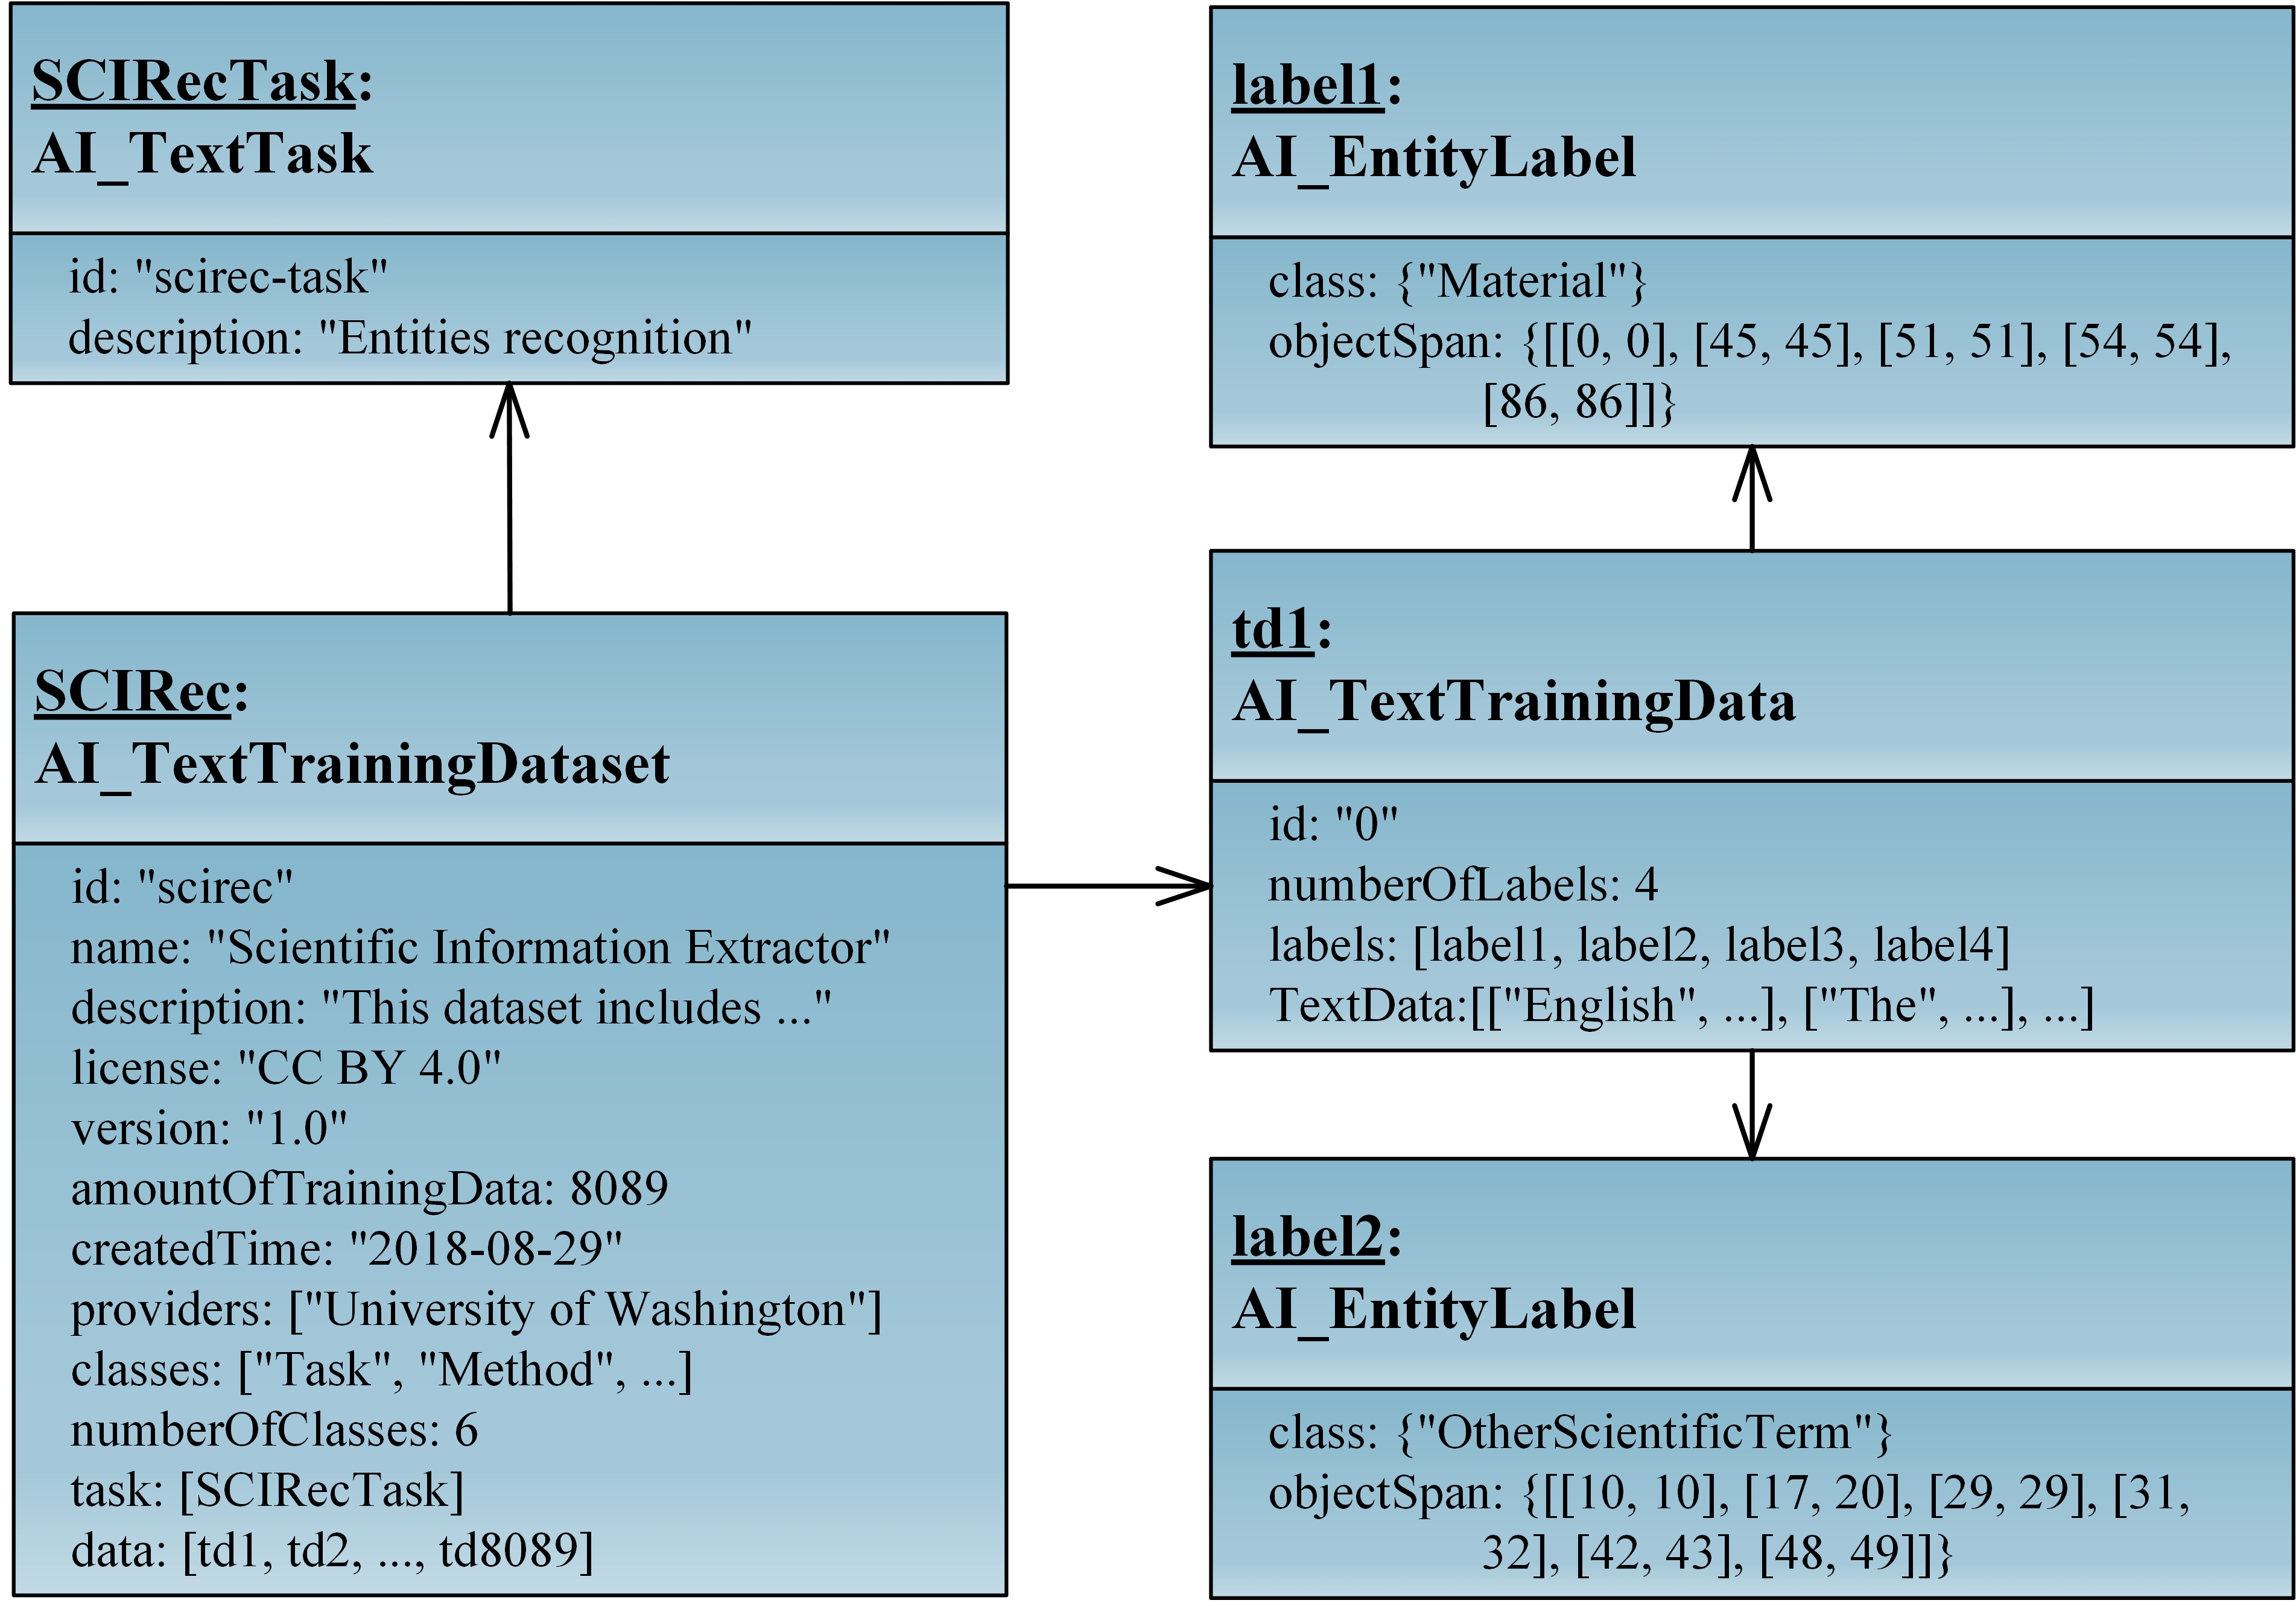 SCIRecTask:
AI_TextTask
id: "scirec-task"
description: "Entities recognition"
SCIRec:
AI_TextTrainingDataset
id: "scirec"
name: "Scientific Information Extractor"
description: "This dataset includes ..."
license: "CC BY 4.0"
version: "1.0"
amountOfTrainingData: 8089
createdTime: "2018-08-29"
providers: ["University of Washington"]
classes: ["Task", "Method", ...]
numberOfClasses: 6
task: [SCIRecTask]
data: [td1, td2, ..., td8089]
label1:
AI_EntityLabel
class: {"Material"}
objectSpan: {[[0, 0], [45, 45], [51, 51], [54, 54],
[86, 86]]}
td1:
AI_TextTrainingData
id: "0"
numberOfLabels: 4
labels: [label1, label2, label3, label4]
TextData:[["English", ...], ["The", ...], ...]
label2:
AI_EntityLabel
class: {"OtherScientificTerm"}
objectSpan: {[[10, 10], [17, 20], [29, 29], [31,
32], [42, 43], [48, 49]]}